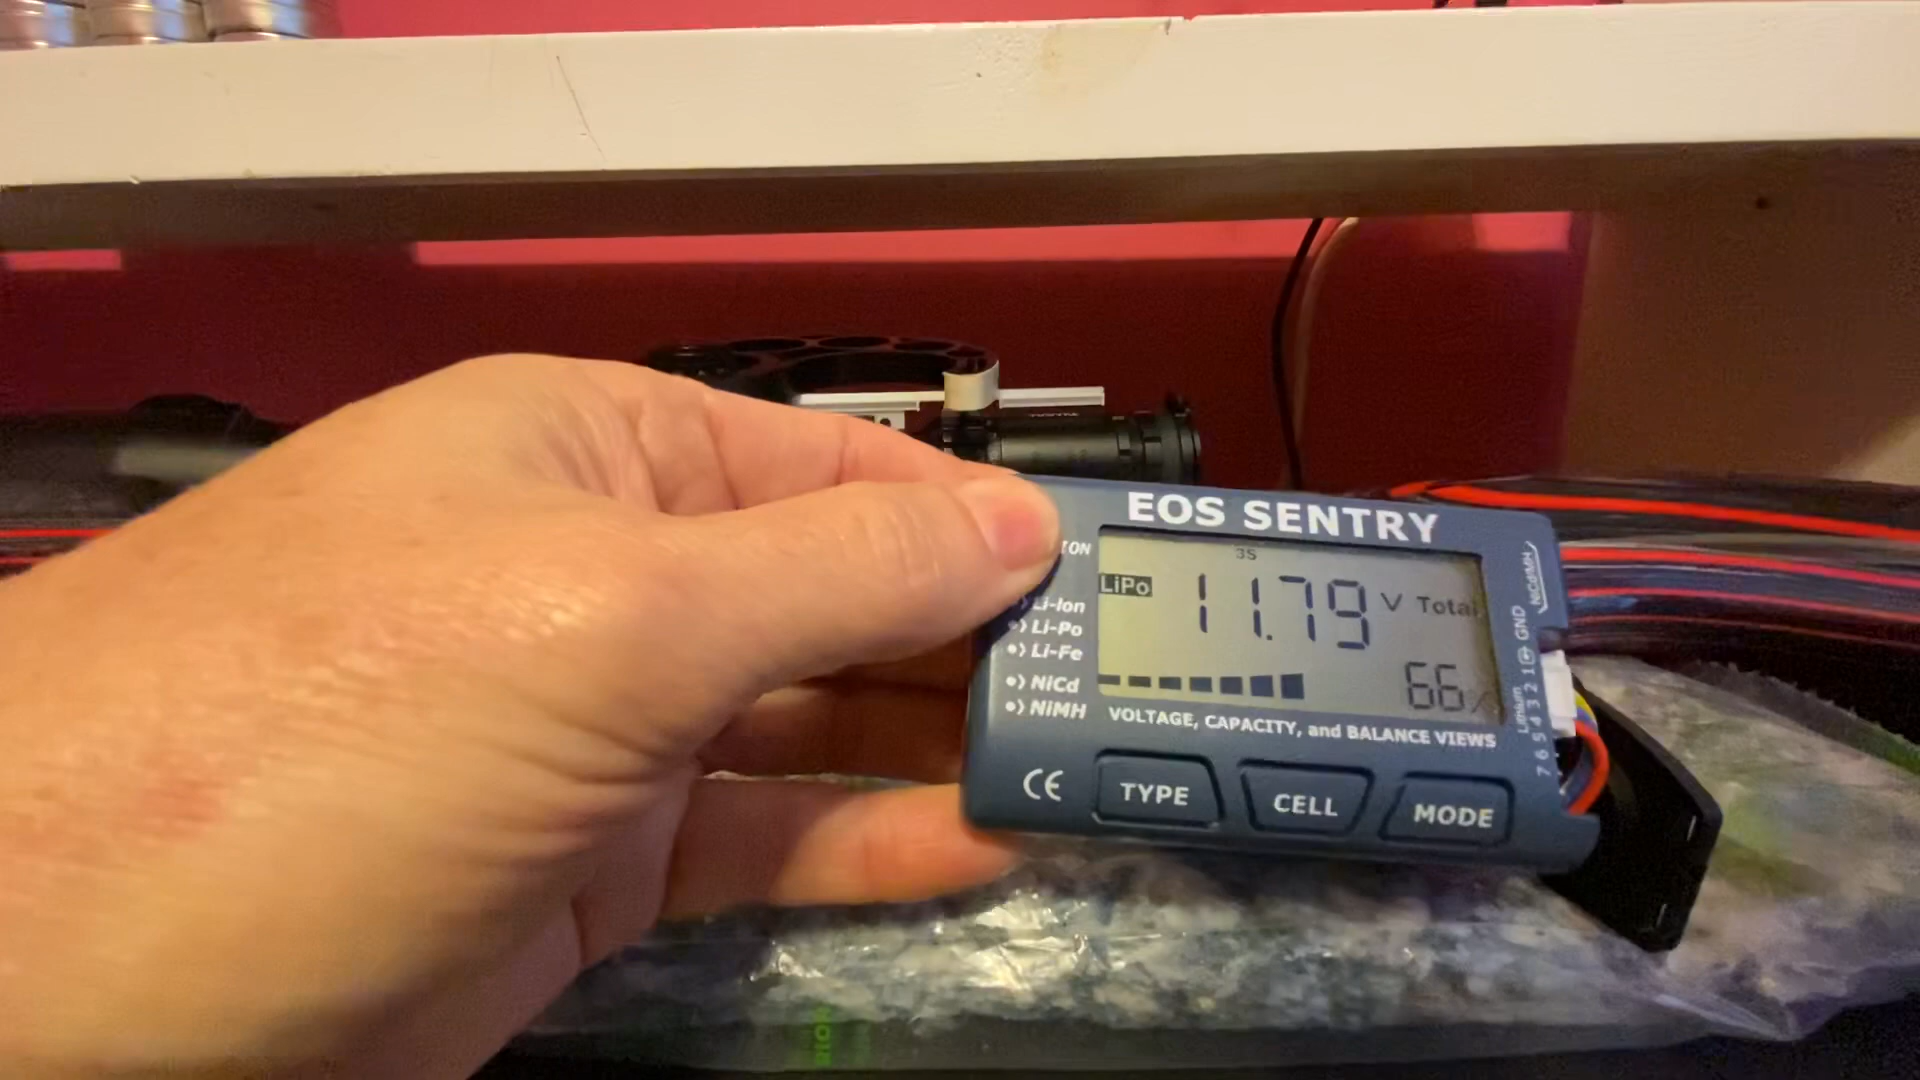 EOS SENTRY
3S
LiPo
11.79 V Total
66%
Li-Ion
Li-Po
Li-Fe
NiCd
NiMH
VOLTAGE, CAPACITY, and BALANCE VIEWS
CE
TYPE
CELL
MODE
NiCd/MH
Lithium
7 6 5 4 3 2 1 GND